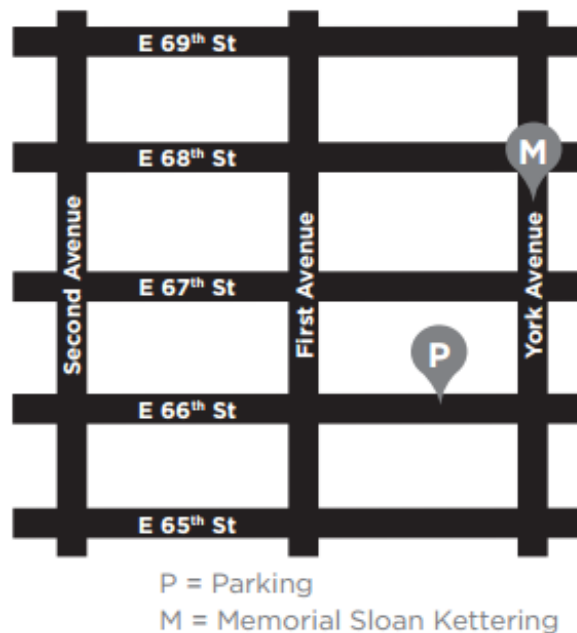 E 69th St
E 68th St
M
Second Avenue
First Avenue
York Avenue
E 67th St
P
E 66th St
E 65th St
P = Parking
M = Memorial Sloan Kettering